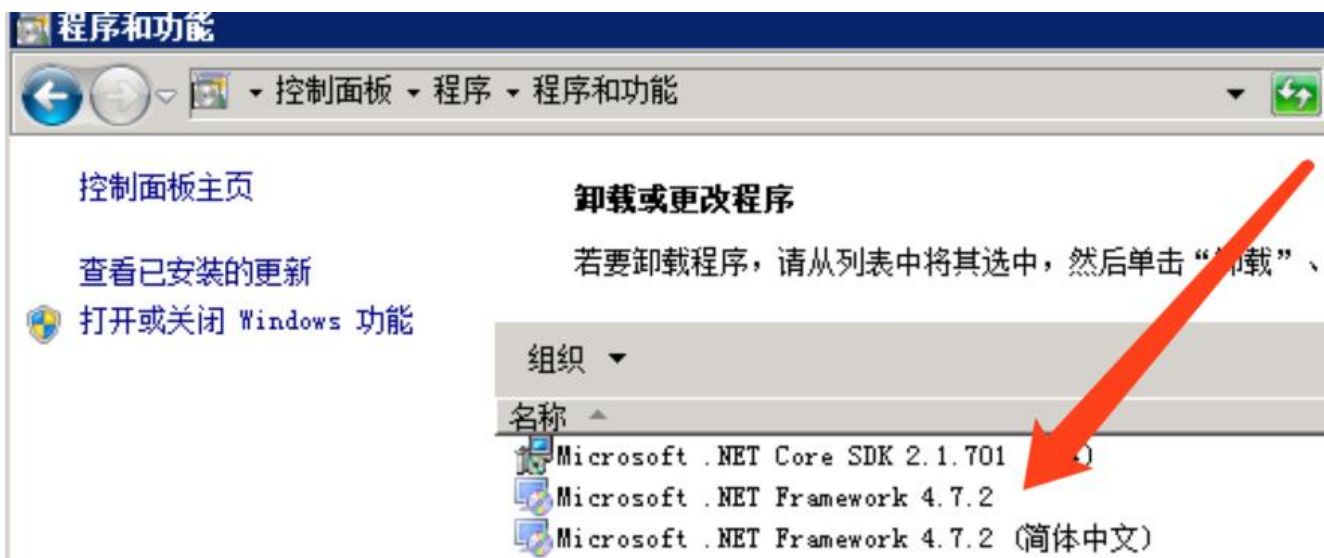 程序和功能
控制面板 程序 程序和功能
控制面板主页
卸载或更改程序
查看已安装的更新
若要卸载程序，请从列表中将其选中，然后单击“卸载”、
打开或关闭 Windows 功能
组织
名称
Microsoft .NET Core SDK 2.1.701
Microsoft .NET Framework 4.7.2
Microsoft .NET Framework 4.7.2 (简体中文)